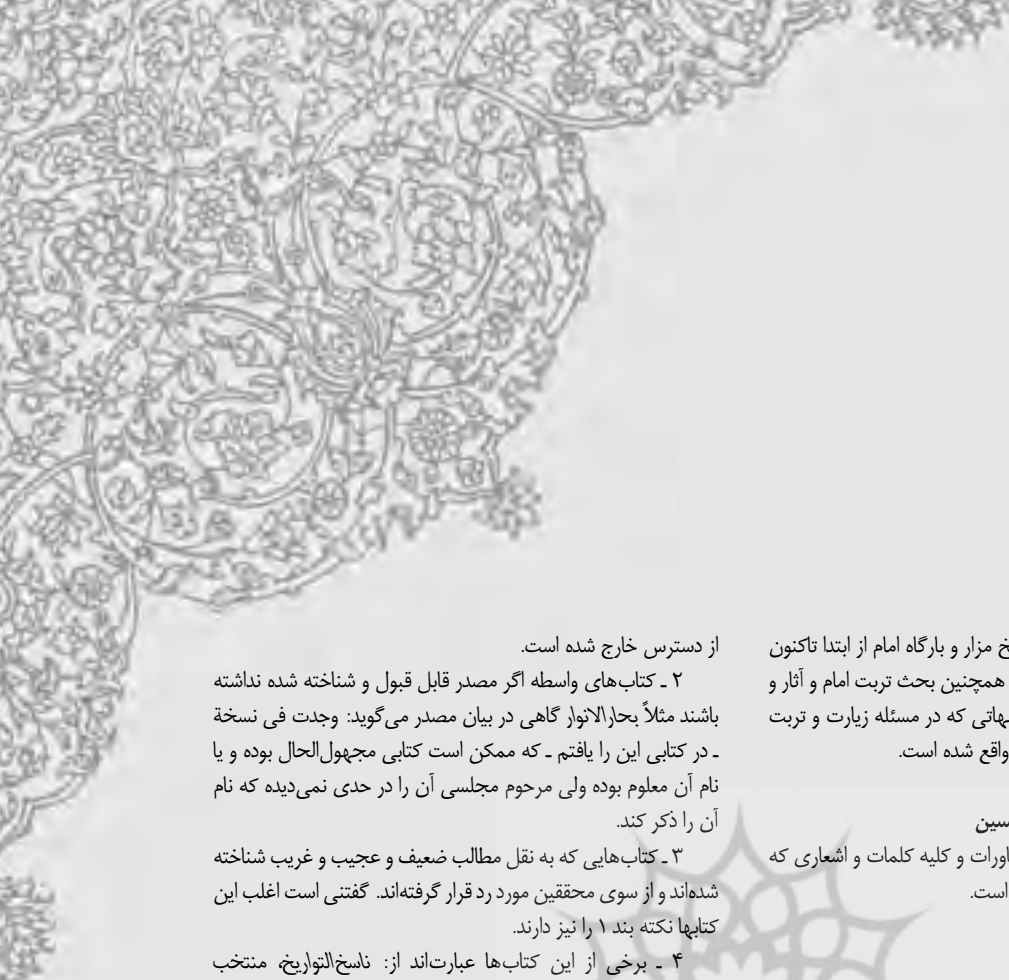 خ مزار و بارگاه امام از ابتدا تاکنون
همچنین بحث تربت امام و آثار و
هاتی که در مسئله زیارت و تربت
واقع شده است.
سین
اورات و کلیه کلمات و اشعاری که
است.
از دسترس خارج شده است.
۲ ـ کتاب‌های واسطه اگر مصدر قابل قبول و شناخته شده نداشته
باشند مثلاً بحارالانوار گاهی در بیان مصدر می‌گوید: وجدت فی نسخة
ـ در کتابی این را یافتم ـ که ممکن است کتابی مجهول‌الحال بوده و یا
نام آن معلوم بوده ولی مرحوم مجلسی آن را در حدی نمی‌دیده که نام
آن را ذکر کند.
۳ ـ کتاب‌هایی که به نقل مطالب ضعیف و عجیب و غریب شناخته
شده‌اند و از سوی محققین مورد رد قرار گرفته‌اند. گفتنی است اغلب این
کتابها نکته بند ۱ را نیز دارند.
۴ ـ برخی از این کتاب‌ها عبارت‌اند از: ناسخ‌التواریخ، منتخب